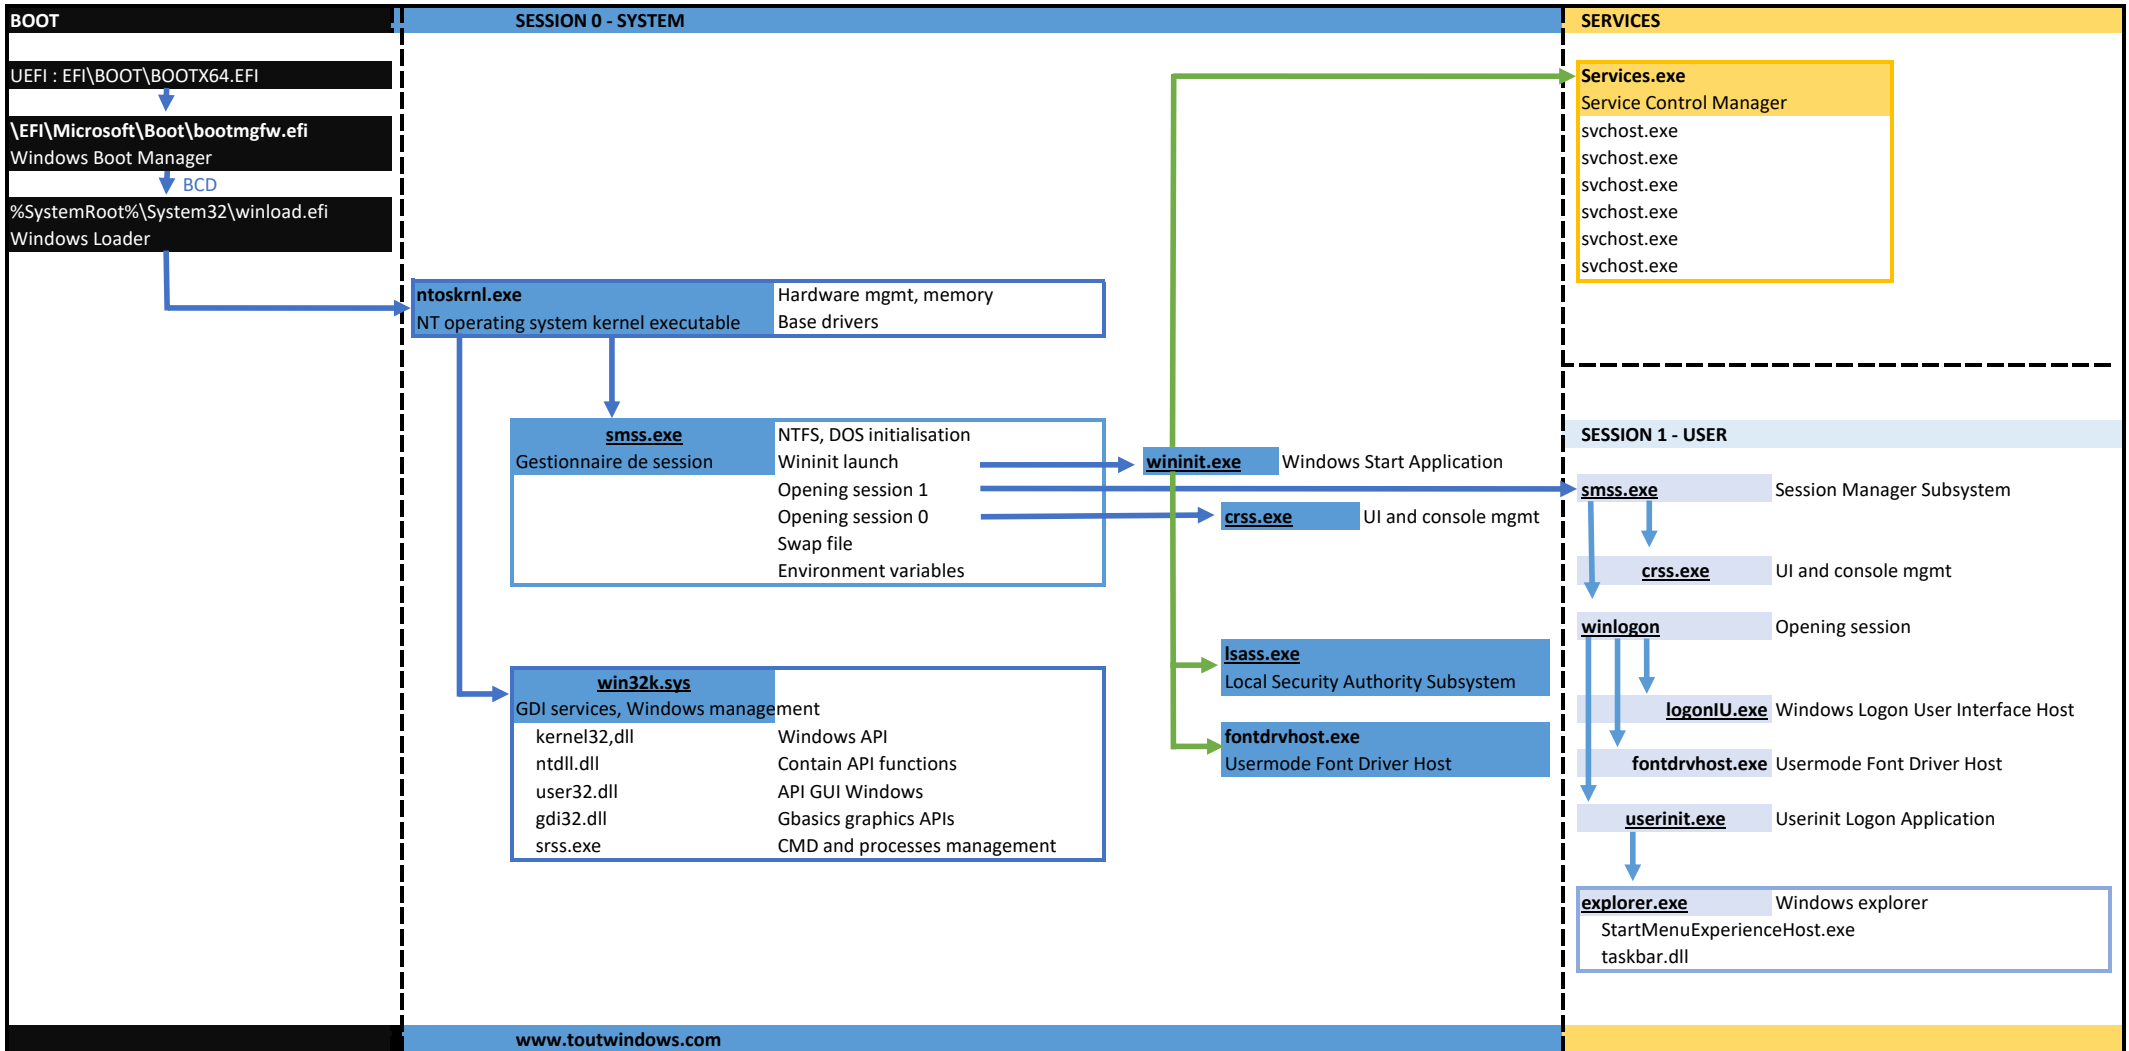 BOOT
SESSION 0 - SYSTEM
SERVICES
UEFI : EFI\BOOT\BOOTX64.EFI
\EFI\Microsoft\Boot\bootmgfw.efi
Windows Boot Manager
BCD
%SystemRoot%\System32\winload.efi
Windows Loader
ntoskrnl.exe
NT operating system kernel executable
Hardware mgmt, memory
Base drivers
smss.exe
Gestionnaire de session
NTFS, DOS initialisation
Wininit launch
Opening session 1
Opening session 0
Swap file
Environment variables
win32k.sys
GDI services, Windows management
kernel32,dll Windows API
ntdll.dll Contain API functions
user32.dll API GUI Windows
gdi32.dll Gbasics graphics APIs
srss.exe CMD and processes management
wininit.exe Windows Start Application
crss.exe UI and console mgmt
lsass.exe
Local Security Authority Subsystem
fontdrvhost.exe
Usermode Font Driver Host
Services.exe
Service Control Manager
svchost.exe
svchost.exe
svchost.exe
svchost.exe
svchost.exe
svchost.exe
SESSION 1 - USER
smss.exe Session Manager Subsystem
crss.exe UI and console mgmt
winlogon Opening session
logonIU.exe Windows Logon User Interface Host
fontdrvhost.exe Usermode Font Driver Host
userinit.exe Userinit Logon Application
explorer.exe Windows explorer
StartMenuExperienceHost.exe
taskbar.dll
www.toutwindows.com